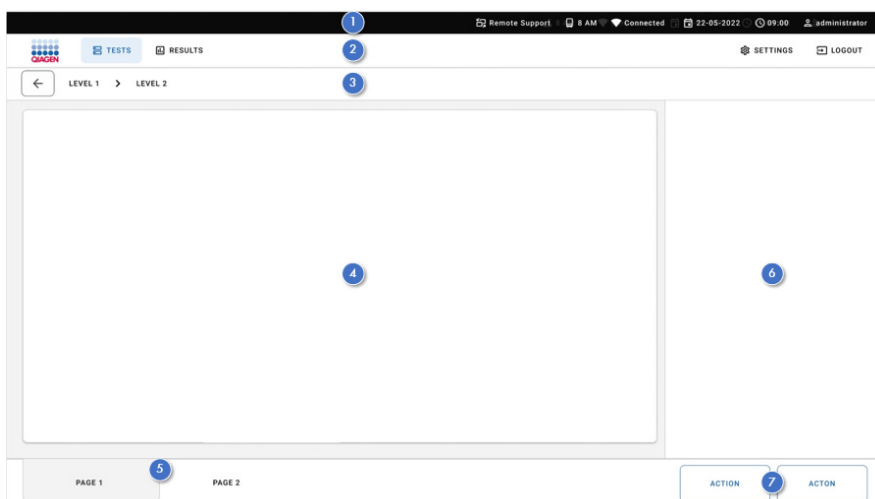 1 Remote Support 8 AM Connected 22-05-2022 09:00 administrator
QIAGEN TESTS RESULTS 2 SETTINGS LOGOUT
LEVEL 1 LEVEL 2 3
4 6
PAGE 1 5 PAGE 2 ACTION 7 ACTON